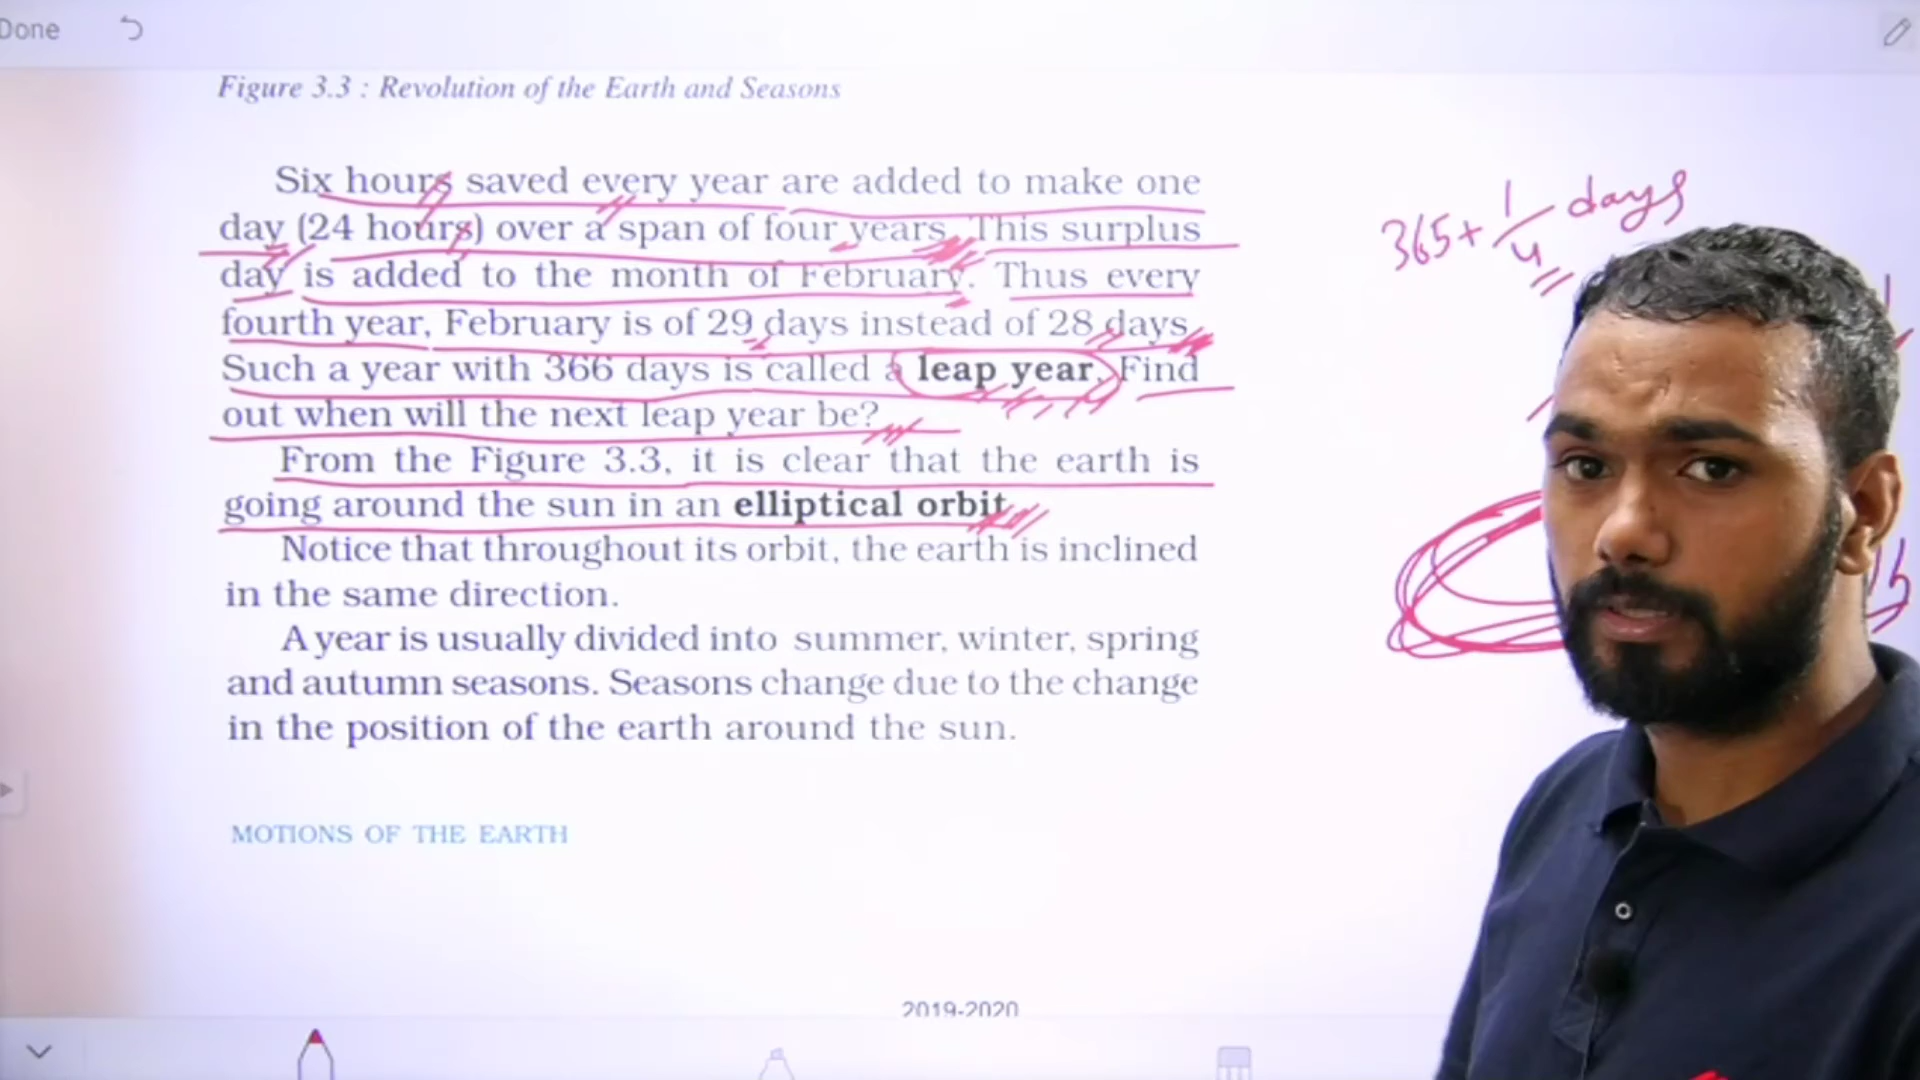 Done
Figure 3.3 : Revolution of the Earth and Seasons
Six hours saved every year are added to make one
day (24 hours) over a span of four years. This surplus
day is added to the month of February. Thus every
fourth year, February is of 29 days instead of 28 days.
Such a year with 366 days is called a leap year. Find
out when will the next leap year be?
From the Figure 3.3, it is clear that the earth is
going around the sun in an elliptical orbit.
Notice that throughout its orbit, the earth is inclined
in the same direction.
A year is usually divided into summer, winter, spring
and autumn seasons. Seasons change due to the change
in the position of the earth around the sun.
MOTIONS OF THE EARTH
2019-2020
365 + 1/4 days